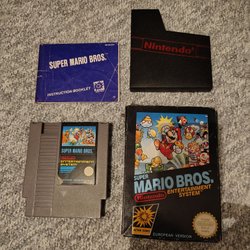 SUPER MARIO BROS.
INSTRUCTION BOOKLET
Nintendo
SUPER MARIO BROS.
ENTERTAINMENT
SYSTEM
SUPER
MARIO BROS.
Nintendo
ENTERTAINMENT
SYSTEM
EUROPEAN VERSION